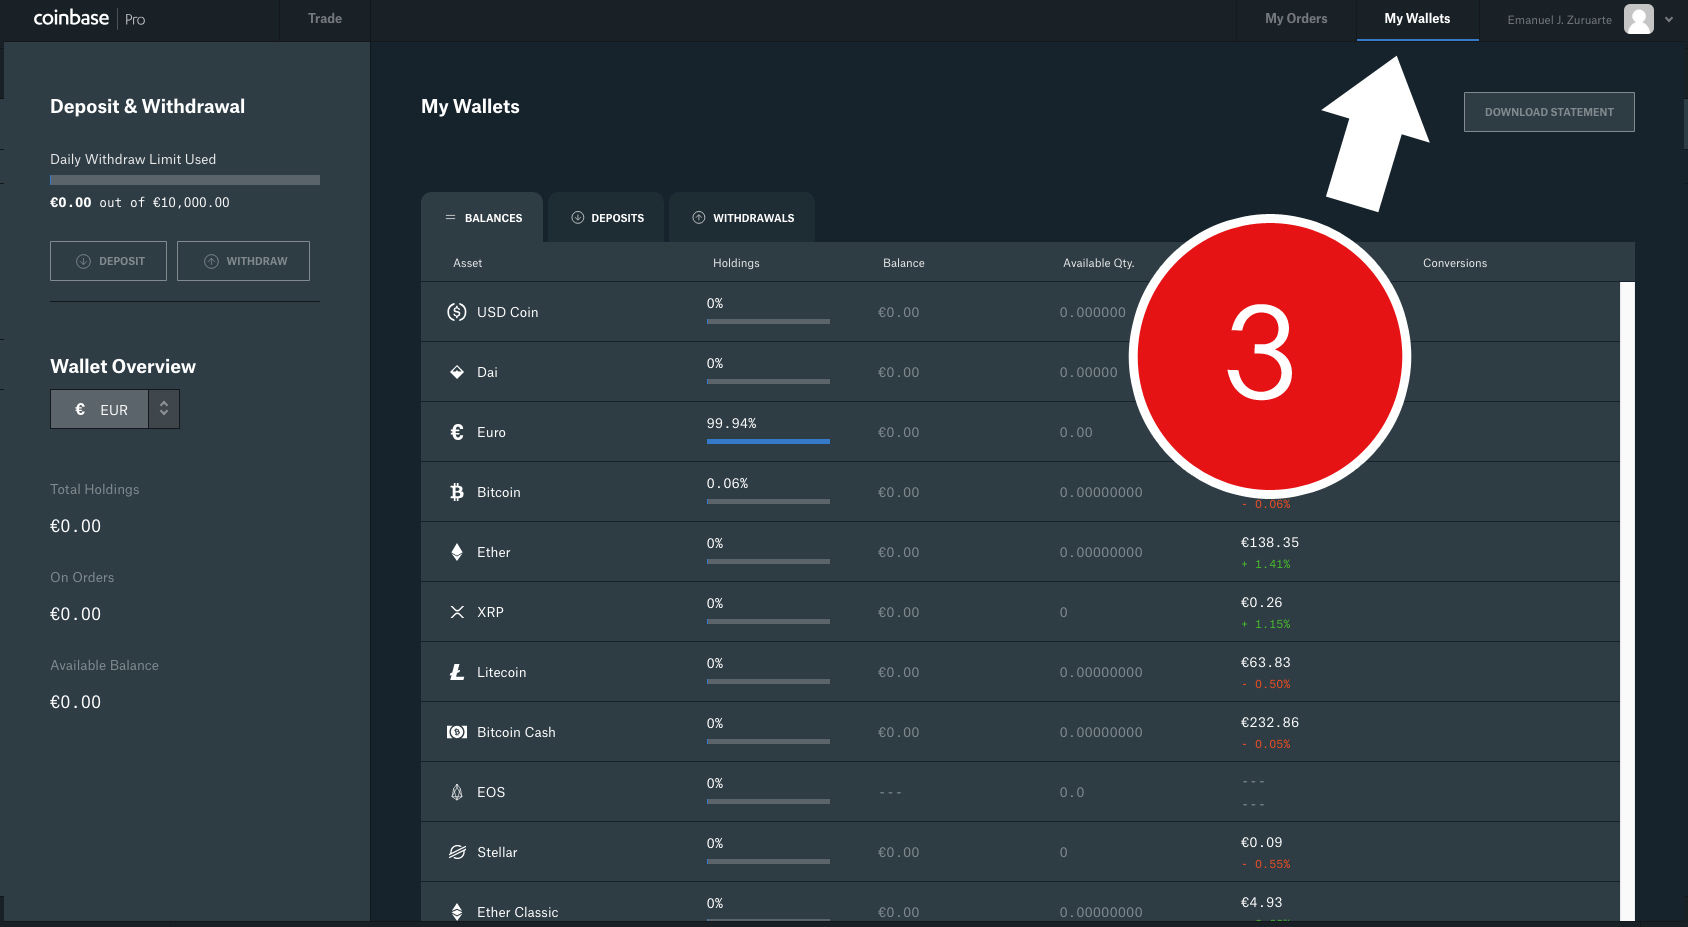 coinbase Pro
Trade
My Orders
My Wallets
Emanuel J. Zuruarte
Deposit & Withdrawal
Daily Withdraw Limit Used
€0.00 out of €10,000.00
DEPOSIT
WITHDRAW
Wallet Overview
€ EUR
Total Holdings
€0.00
On Orders
€0.00
Available Balance
€0.00
My Wallets
DOWNLOAD STATEMENT
BALANCES
DEPOSITS
WITHDRAWALS
Asset Holdings Balance Available Qty. Conversions
USD Coin 0% €0.00 0.000000
Dai 0% €0.00 0.00000
Euro 99.94% €0.00 0.00
Bitcoin 0.06% €0.00 0.00000000
- 0.06%
Ether 0% €0.00 0.00000000 €138.35
+ 1.41%
XRP 0% €0.00 0 €0.26
+ 1.15%
Litecoin 0% €0.00 0.00000000 €63.83
- 0.50%
Bitcoin Cash 0% €0.00 0.00000000 €232.86
- 0.05%
EOS 0% --- 0.0 ---
---
Stellar 0% €0.00 0 €0.09
- 0.55%
Ether Classic 0% €0.00 0.00000000 €4.93
3